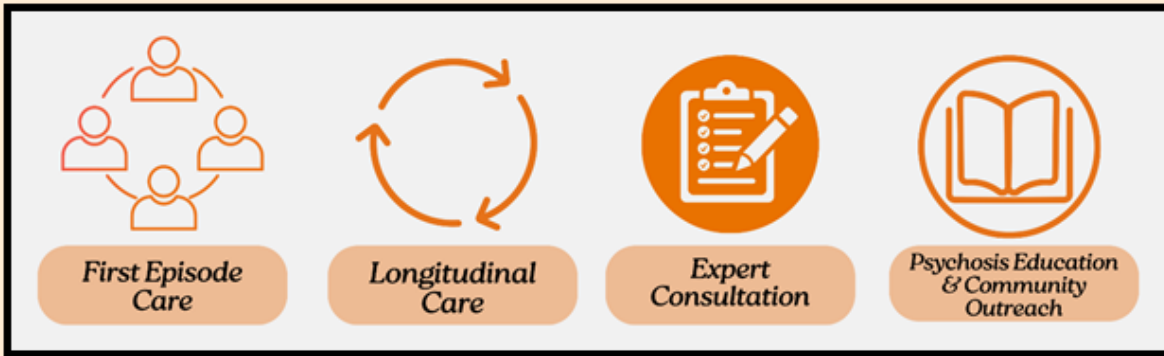 First Episode
Care
Longitudinal
Care
Expert
Consultation
Psychosis Education
& Community
Outreach